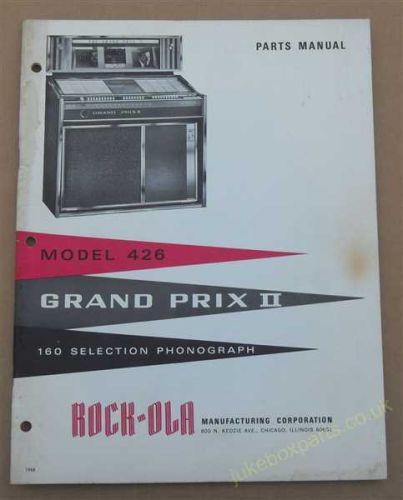 PARTS MANUAL
GRAND PRIX II
MODEL 426
GRAND PRIX II
160 SELECTION PHONOGRAPH
ROCK-OLA MANUFACTURING CORPORATION
800 N. KEDZIE AVE., CHICAGO, ILLINOIS
jukeboxparts.co.uk